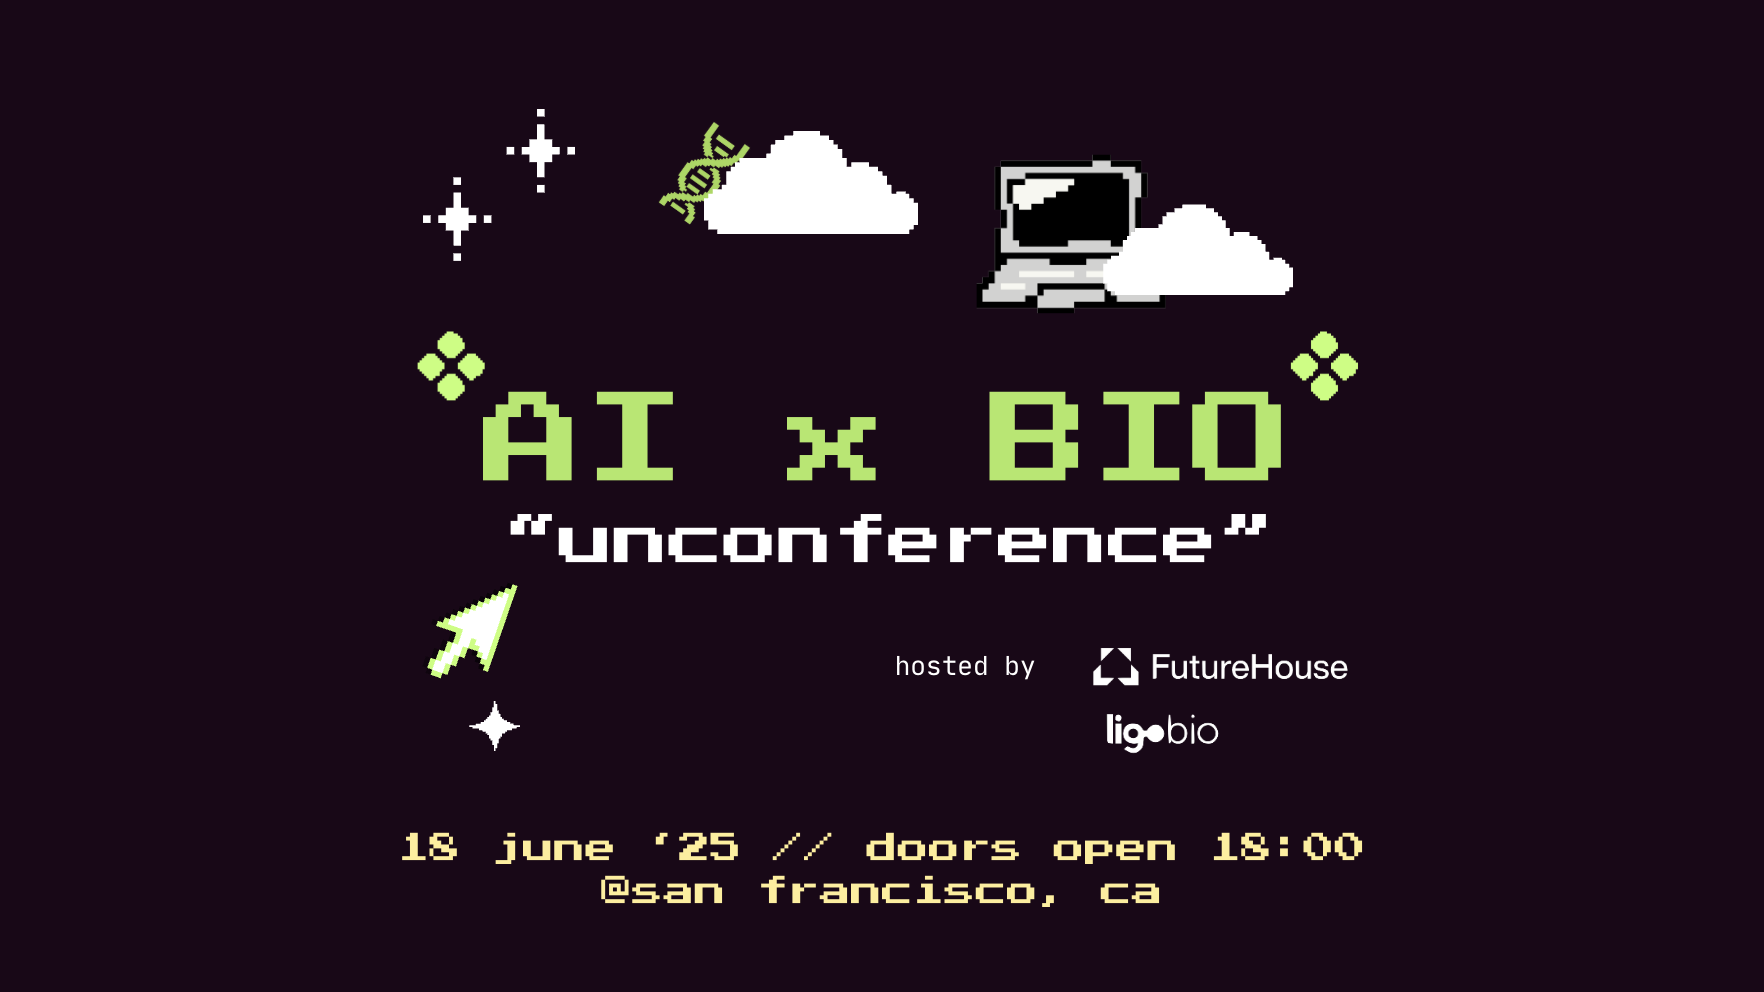 AI x BIO
“unconference”
hosted by FutureHouse
ligobio
18 june ‘25 // doors open 18:00
@san francisco, ca